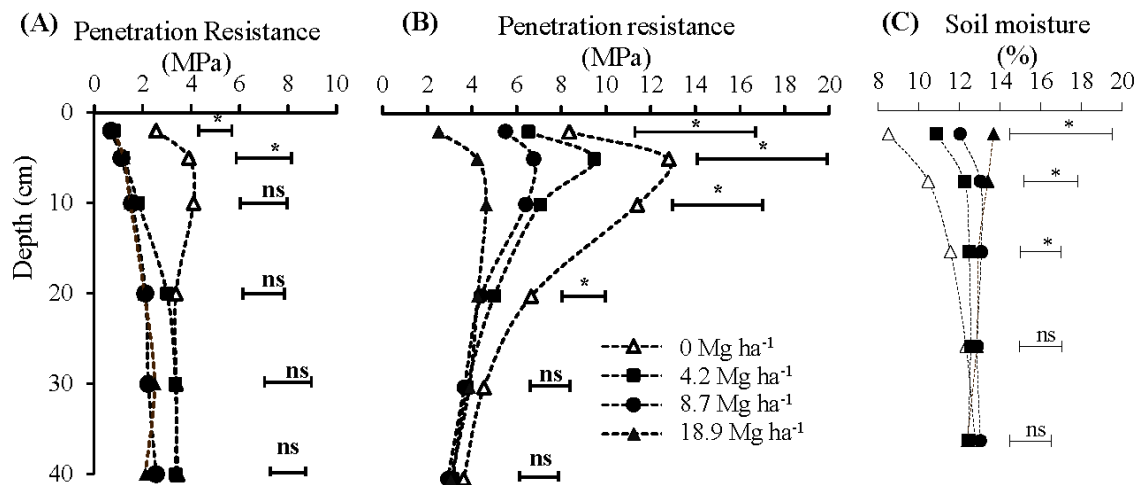 (A) Penetration Resistance
(MPa)
0 2 4 6 8 10
0
10
20
30
40
Depth (cm)
*
*
ns
ns
ns
ns
(B) Penetration resistance
(MPa)
0 2 4 6 8 10 12 14 16 18 20
*
*
*
*
ns
ns
0 Mg ha⁻¹
4.2 Mg ha⁻¹
8.7 Mg ha⁻¹
18.9 Mg ha⁻¹
(C) Soil moisture
(%)
8 10 12 14 16 18 20
*
*
*
ns
ns